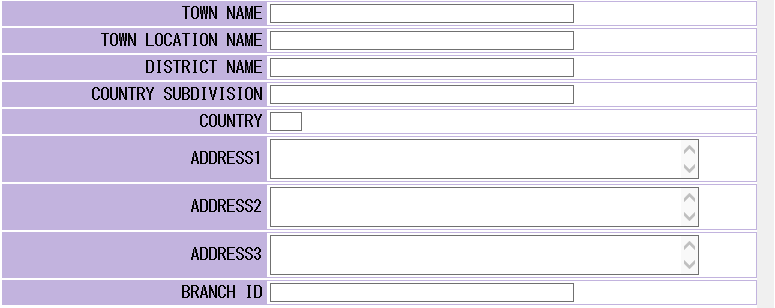 TOWN NAME
TOWN LOCATION NAME
DISTRICT NAME
COUNTRY SUBDIVISION
COUNTRY
ADDRESS1
ADDRESS2
ADDRESS3
BRANCH ID